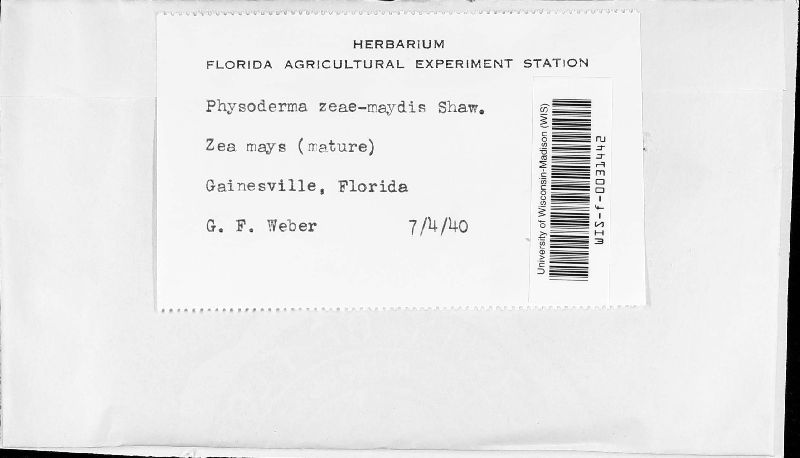 HERBARIUM
FLORIDA AGRICULTURAL EXPERIMENT STATION
Physoderma zeae-maydis Shaw.
Zea mays (mature)
Gainesville, Florida
G. F. Weber 7/4/40
University of Wisconsin-Madison (WIS)
WIS-f-0031442